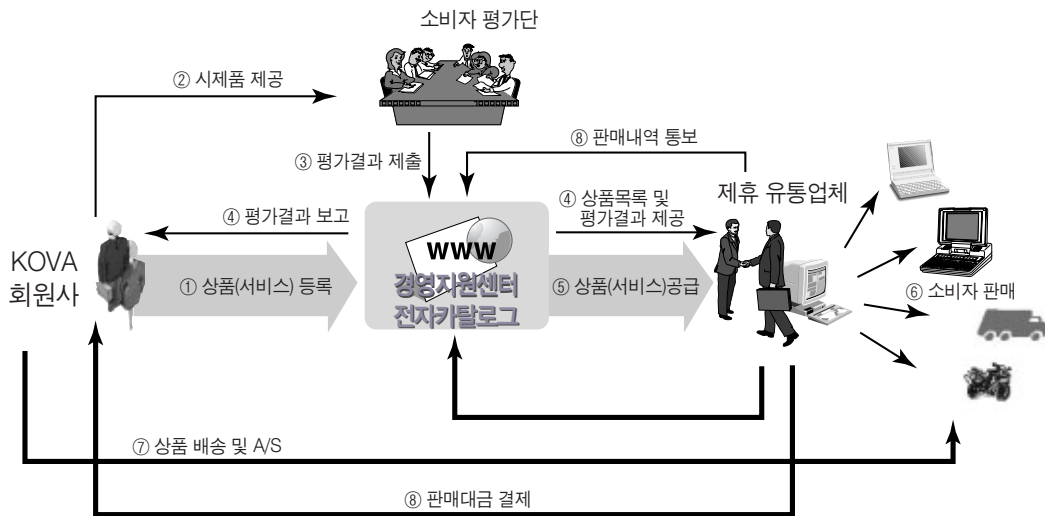 소비자 평가단
② 시제품 제공
③ 평가결과 제출
⑧ 판매내역 통보
제휴 유통업체
④ 평가결과 보고
④ 상품목록 및
평가결과 제공
KOVA
회원사
① 상품(서비스) 등록
www
경영지원센터
전자카탈로그
⑤ 상품(서비스)공급
⑥ 소비자 판매
⑦ 상품 배송 및 A/S
⑧ 판매대금 결제